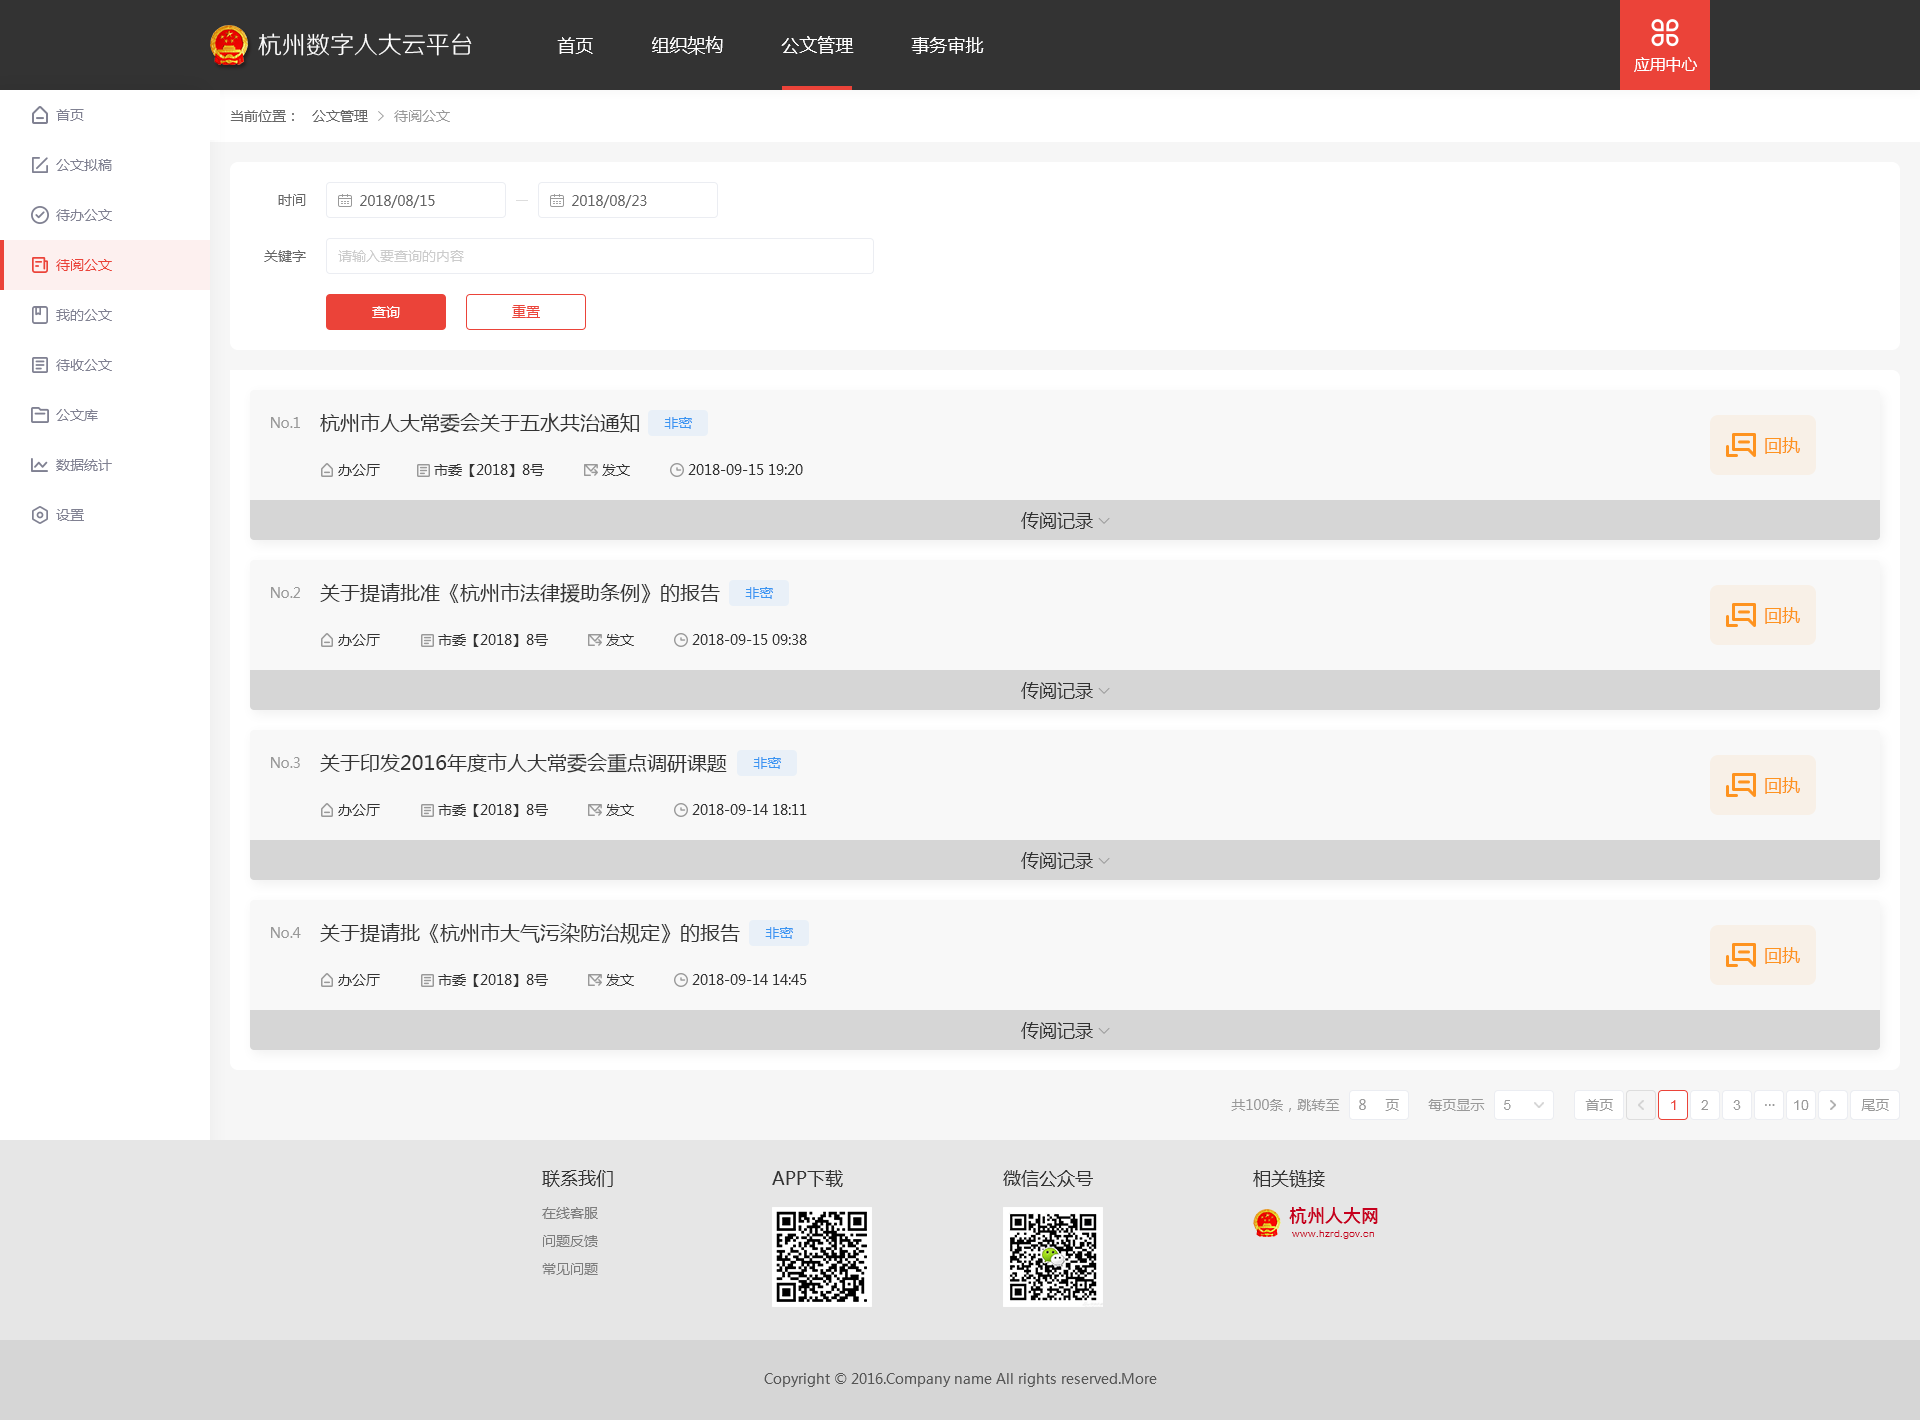 杭州数字人大云平台 首页 组织架构 公文管理 事务审批 应用中心
首页
公文拟稿
待办公文
待阅公文
我的公文
待收公文
公文库
数据统计
设置
当前位置： 公文管理 > 待阅公文
时间 2018/08/15 — 2018/08/23
关键字 请输入要查询的内容
查询 重置
No.1 杭州市人大常委会关于五水共治通知 非密
办公厅 市委【2018】8号 发文 2018-09-15 19:20
回执
传阅记录
No.2 关于提请批准《杭州市法律援助条例》的报告 非密
办公厅 市委【2018】8号 发文 2018-09-15 09:38
回执
传阅记录
No.3 关于印发2016年度市人大常委会重点调研课题 非密
办公厅 市委【2018】8号 发文 2018-09-14 18:11
回执
传阅记录
No.4 关于提请批《杭州市大气污染防治规定》的报告 非密
办公厅 市委【2018】8号 发文 2018-09-14 14:45
回执
传阅记录
共100条，跳转至 8 页 每页显示 5 首页 < 1 2 3 ··· 10 > 尾页
联系我们
在线客服
问题反馈
常见问题
APP下载
微信公众号
相关链接
杭州人大网
www.hzrd.gov.cn
Copyright © 2016.Company name All rights reserved.More